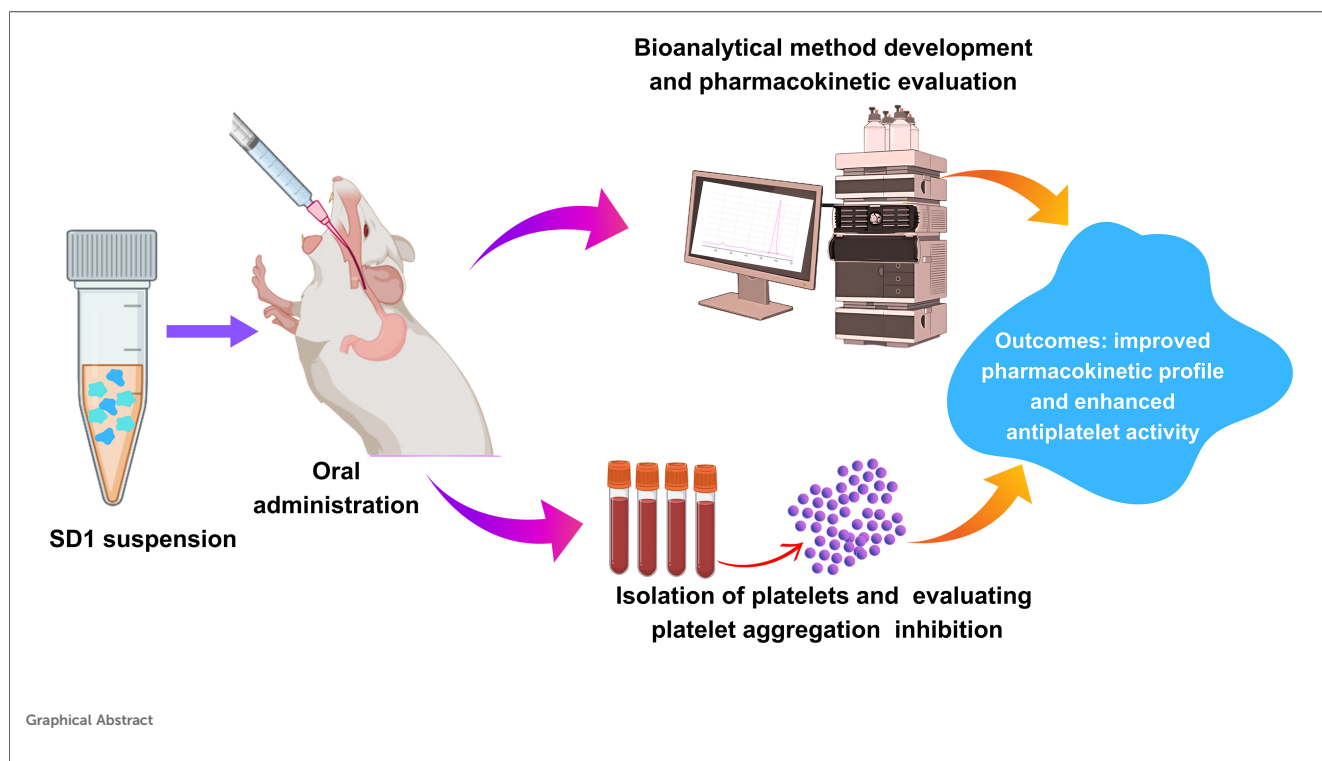 Bioanalytical method development
and pharmacokinetic evaluation
Outcomes: improved
pharmacokinetic profile
and enhanced
antiplatelet activity
Oral
administration
SD1 suspension
Isolation of platelets and evaluating
platelet aggregation inhibition
Graphical Abstract